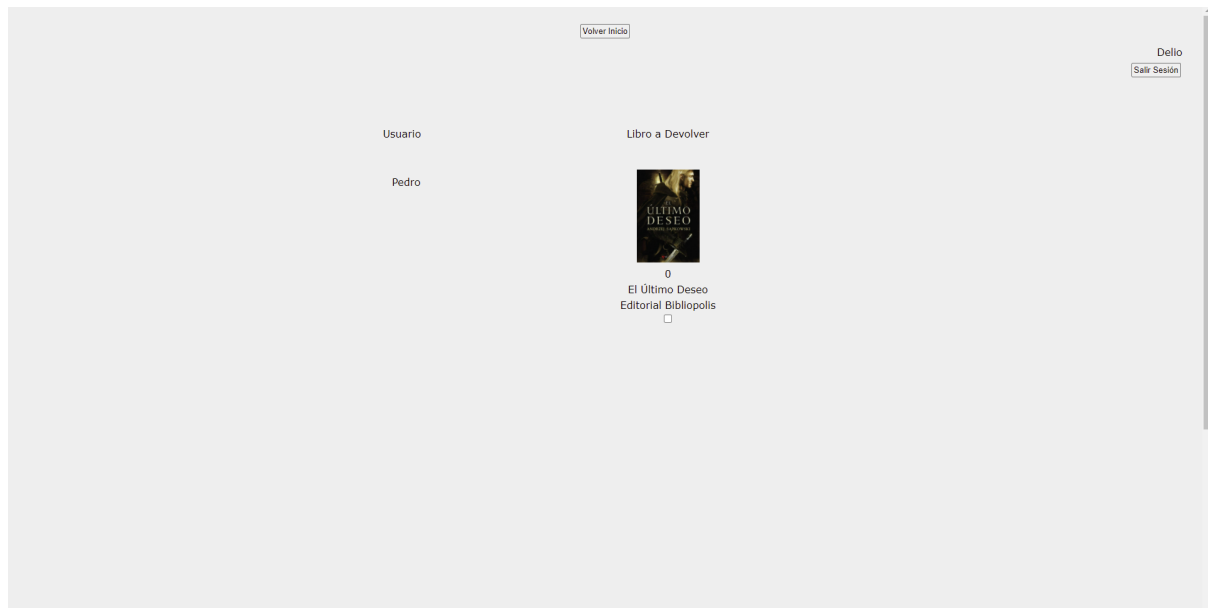 Volver Inicio
Delio
Salir Sesión
Usuario
Libro a Devolver
Pedro
ÚLTIMO
DESEO
0
El Último Deseo
Editorial Bibliopolis